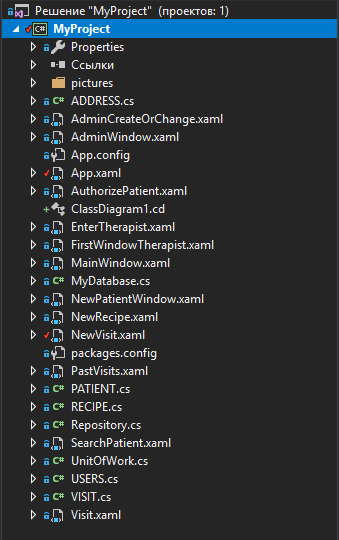 Решение "MyProject" (проектов: 1)
C# MyProject
Properties
Ссылки
pictures
C# ADDRESS.cs
AdminCreateOrChange.xaml
AdminWindow.xaml
App.config
App.xaml
AuthorizePatient.xaml
ClassDiagram1.cd
EnterTherapist.xaml
FirstWindowTherapist.xaml
MainWindow.xaml
C# MyDatabase.cs
NewPatientWindow.xaml
NewRecipe.xaml
NewVisit.xaml
packages.config
PastVisits.xaml
C# PATIENT.cs
C# RECIPE.cs
C# Repository.cs
SearchPatient.xaml
C# UnitOfWork.cs
C# USERS.cs
C# VISIT.cs
Visit.xaml